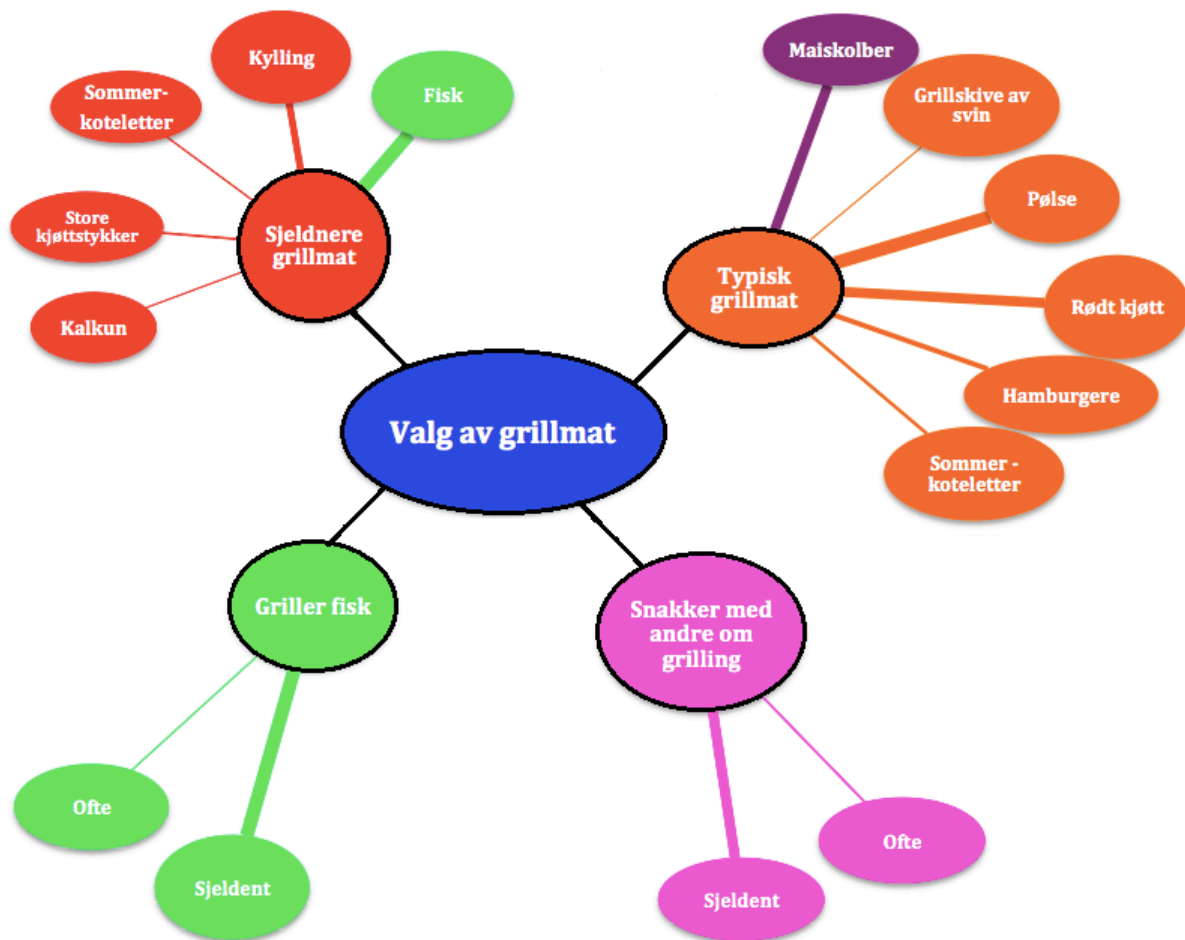 Kylling
Fisk
Sommer-
koteletter
Store
kjøttstykker
Kalkun
Sjeldnere
grillmat
Maiskolber
Grillskive av
svin
Pølse
Rødt kjøtt
Hamburgere
Sommer -
koteletter
Typisk
grillmat
Valg av grillmat
Griller fisk
Ofte
Sjeldent
Snakker med
andre om
grilling
Ofte
Sjeldent